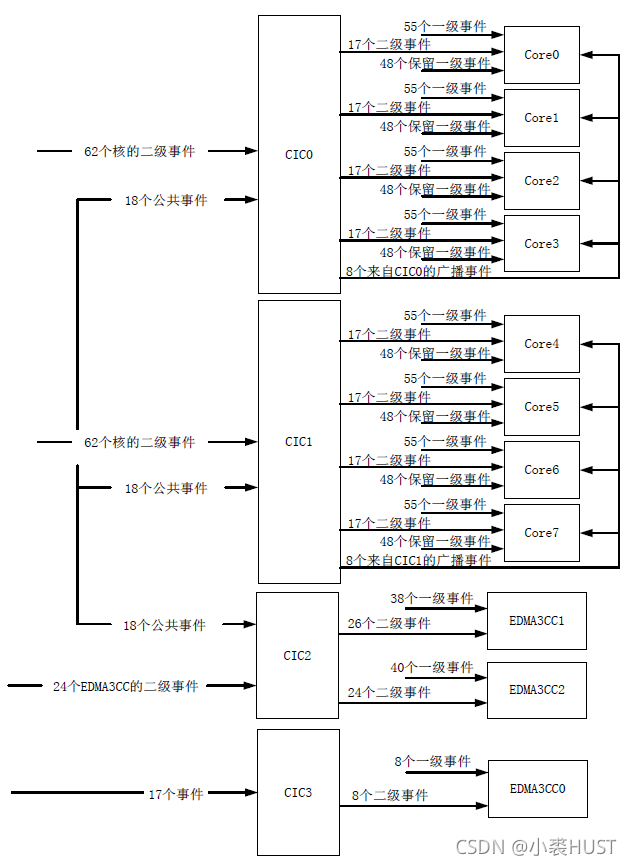 55个一级事件
17个二级事件
48个保留一级事件
Core0
55个一级事件
17个二级事件
48个保留一级事件
Core1
62个核的二级事件
CIC0
55个一级事件
17个二级事件
48个保留一级事件
Core2
18个公共事件
55个一级事件
17个二级事件
48个保留一级事件
Core3
8个来自CIC0的广播事件
55个一级事件
17个二级事件
48个保留一级事件
Core4
55个一级事件
17个二级事件
48个保留一级事件
Core5
62个核的二级事件
CIC1
55个一级事件
17个二级事件
48个保留一级事件
Core6
18个公共事件
55个一级事件
17个二级事件
48个保留一级事件
Core7
8个来自CIC1的广播事件
18个公共事件
38个一级事件
26个二级事件
EDMA3CC1
CIC2
24个EDMA3CC的二级事件
40个一级事件
24个二级事件
EDMA3CC2
17个事件
CIC3
8个一级事件
8个二级事件
EDMA3CC0
CSDN @小裘HUST